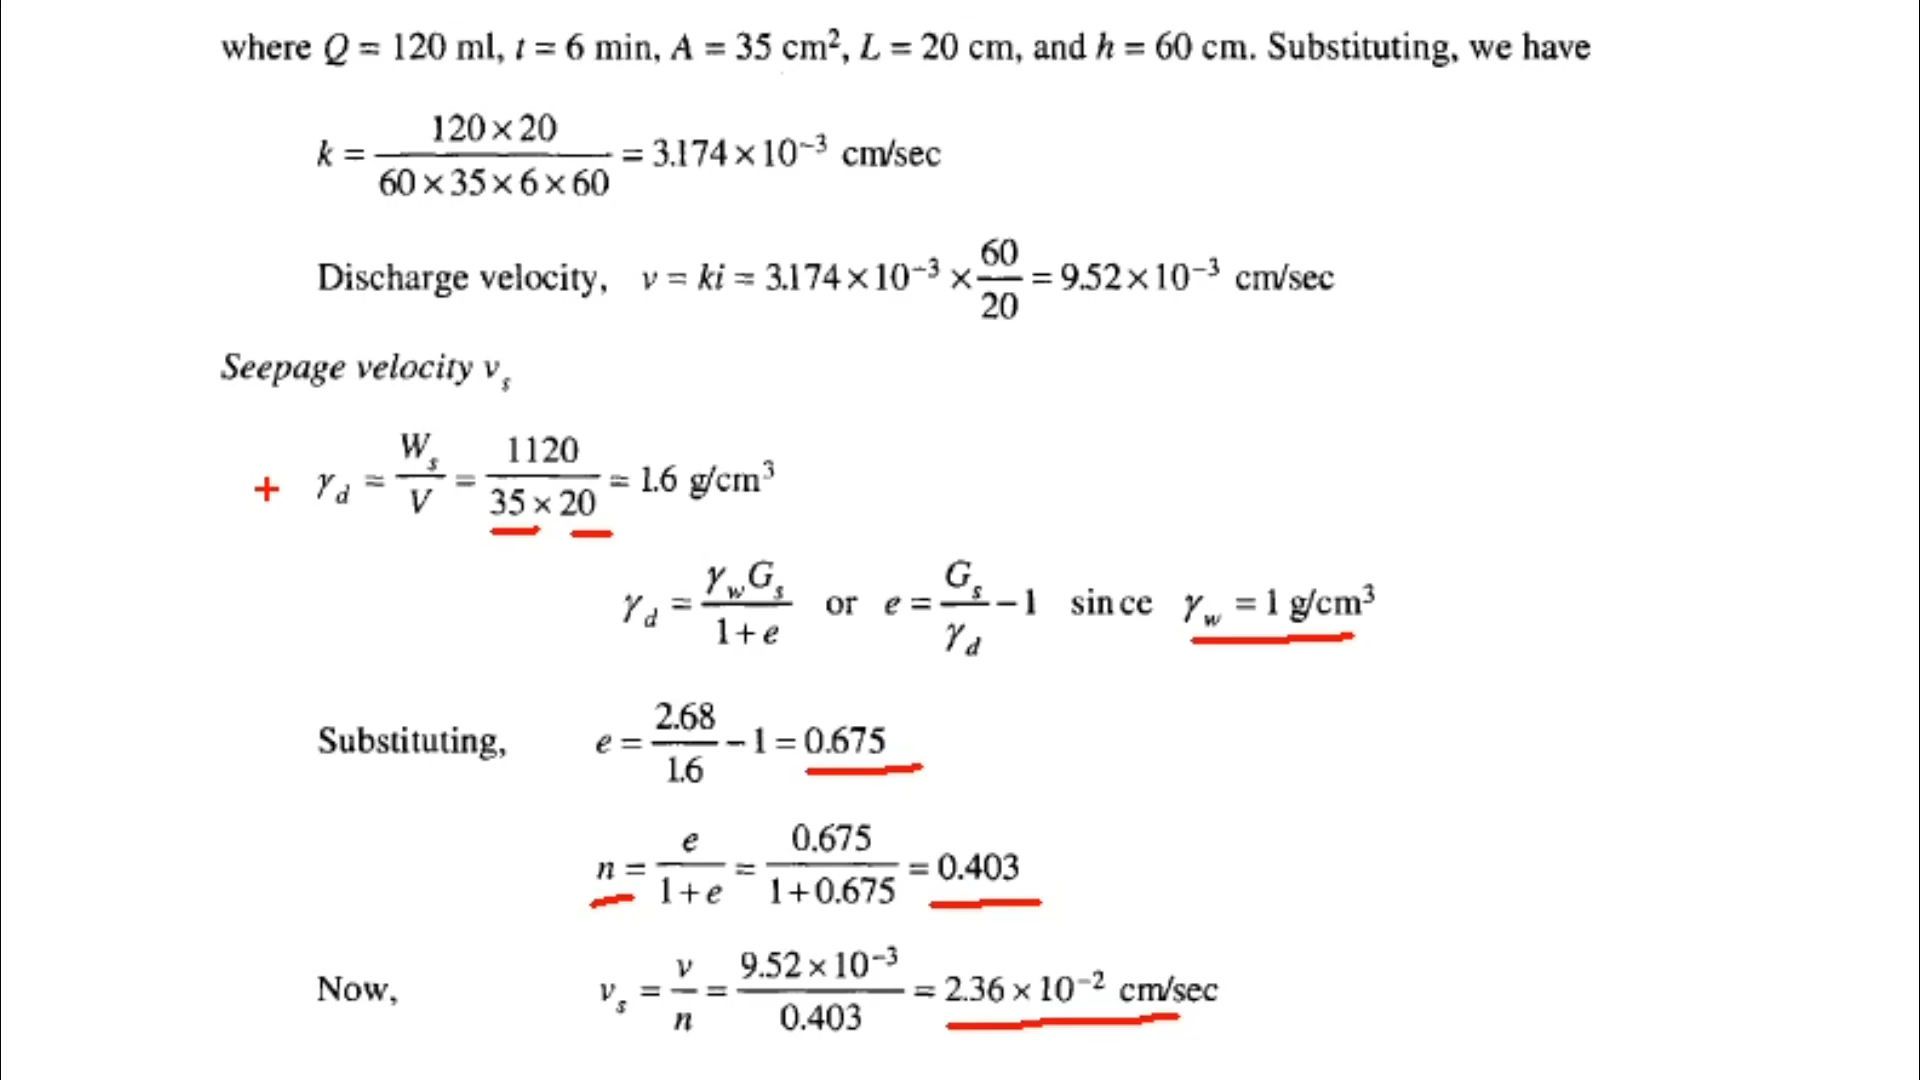 where Q = 120 ml, t = 6 min, A = 35 cm², L = 20 cm, and h = 60 cm. Substituting, we have
k = 120 × 20 / 60 × 35 × 6 × 60 = 3.174 × 10⁻³ cm/sec
Discharge velocity, v = ki = 3.174 × 10⁻³ × 60/20 = 9.52 × 10⁻³ cm/sec
Seepage velocity vₛ
+ γd = Wₛ/V = 1120 / 35 × 20 = 1.6 g/cm³
γd = γwGₛ / 1 + e or e = Gₛ/γd − 1 since γw = 1 g/cm³
Substituting, e = 2.68/1.6 − 1 = 0.675
n = e / 1 + e = 0.675 / 1 + 0.675 = 0.403
Now, vₛ = v/n = 9.52 × 10⁻³ / 0.403 = 2.36 × 10⁻² cm/sec